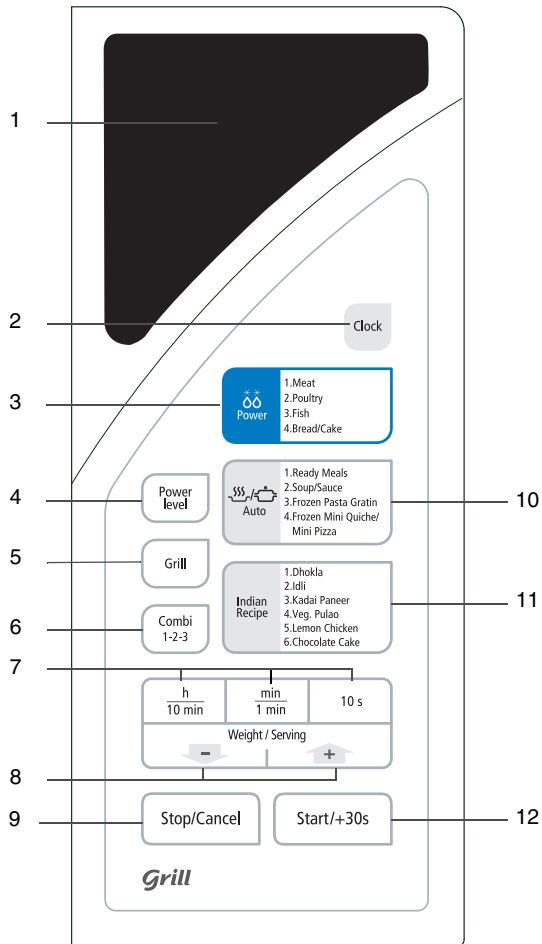 1
2
Clock
3
Power
1.Meat
2.Poultry
3.Fish
4.Bread/Cake
4
Power
level
Auto
1.Ready Meals
2.Soup/Sauce
3.Frozen Pasta Gratin
4.Frozen Mini Quiche/
Mini Pizza
10
5
Grill
6
Combi
1-2-3
Indian
Recipe
1.Dhokla
2.Idli
3.Kadai Paneer
4.Veg. Pulao
5.Lemon Chicken
6.Chocolate Cake
11
7
h
10 min
min
1 min
10 s
Weight / Serving
- +
8
9
Stop/Cancel
Start/+30s
12
Grill